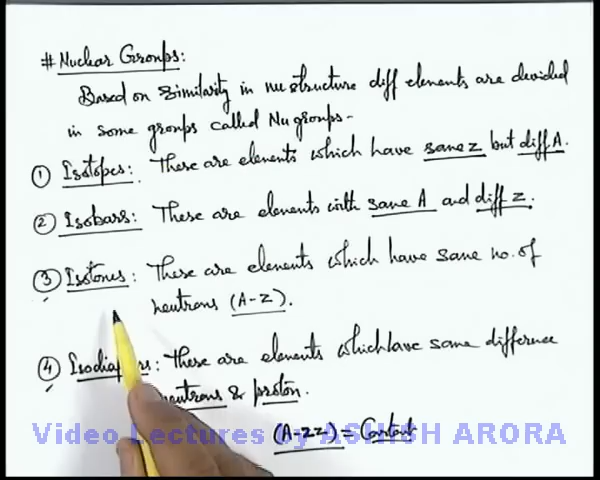 # Nuclear Groups:
Based on similarity in nu structure diff elements are devided
in some groups called Nu groups-
① Isotopes: These are elements which have same z but diff A.
② Isobars: These are elements with same A and diff z.
③ Isotones: These are elements which have same no. of
neutrons (A-z).
④ : These are elements which have same difference
neutrons & proton.
(A-2z) = Constant
Video Lectures by ASHISH ARORA